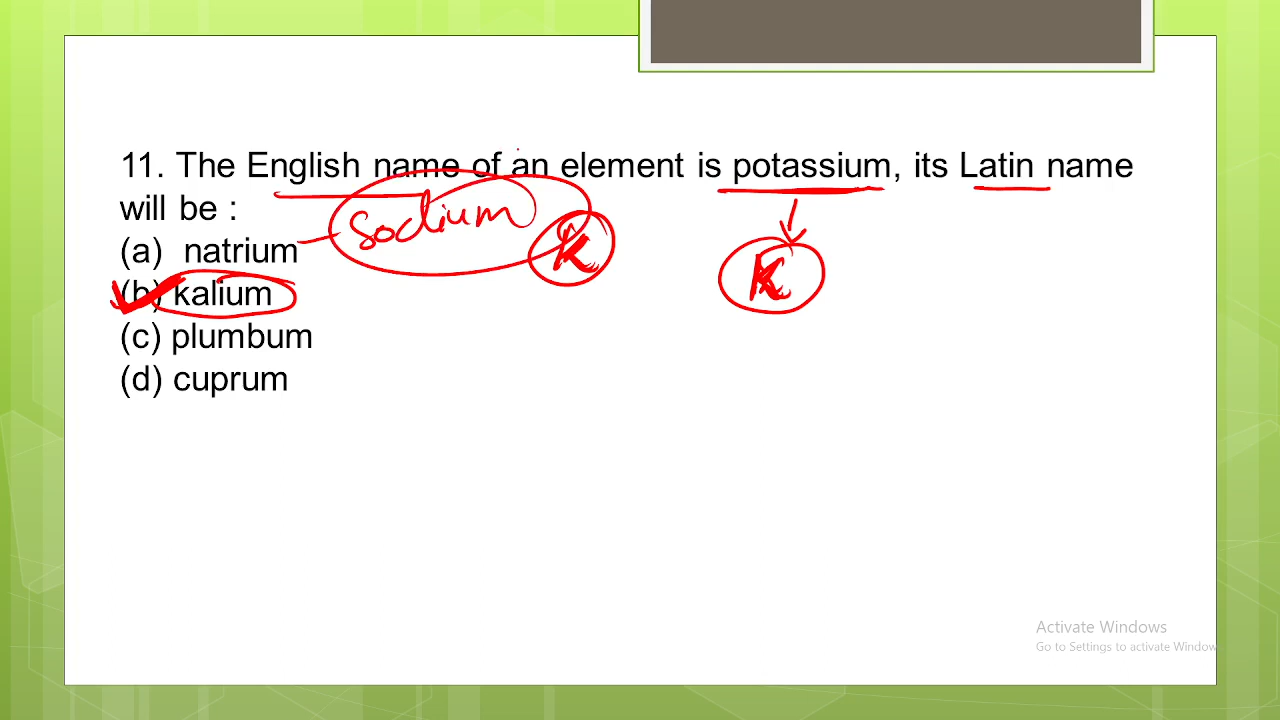 11. The English name of an element is potassium, its Latin name
will be :
sodium
(a) natrium
K
K
(b) kalium
(c) plumbum
(d) cuprum
Activate Windows
Go to Settings to activate Windows